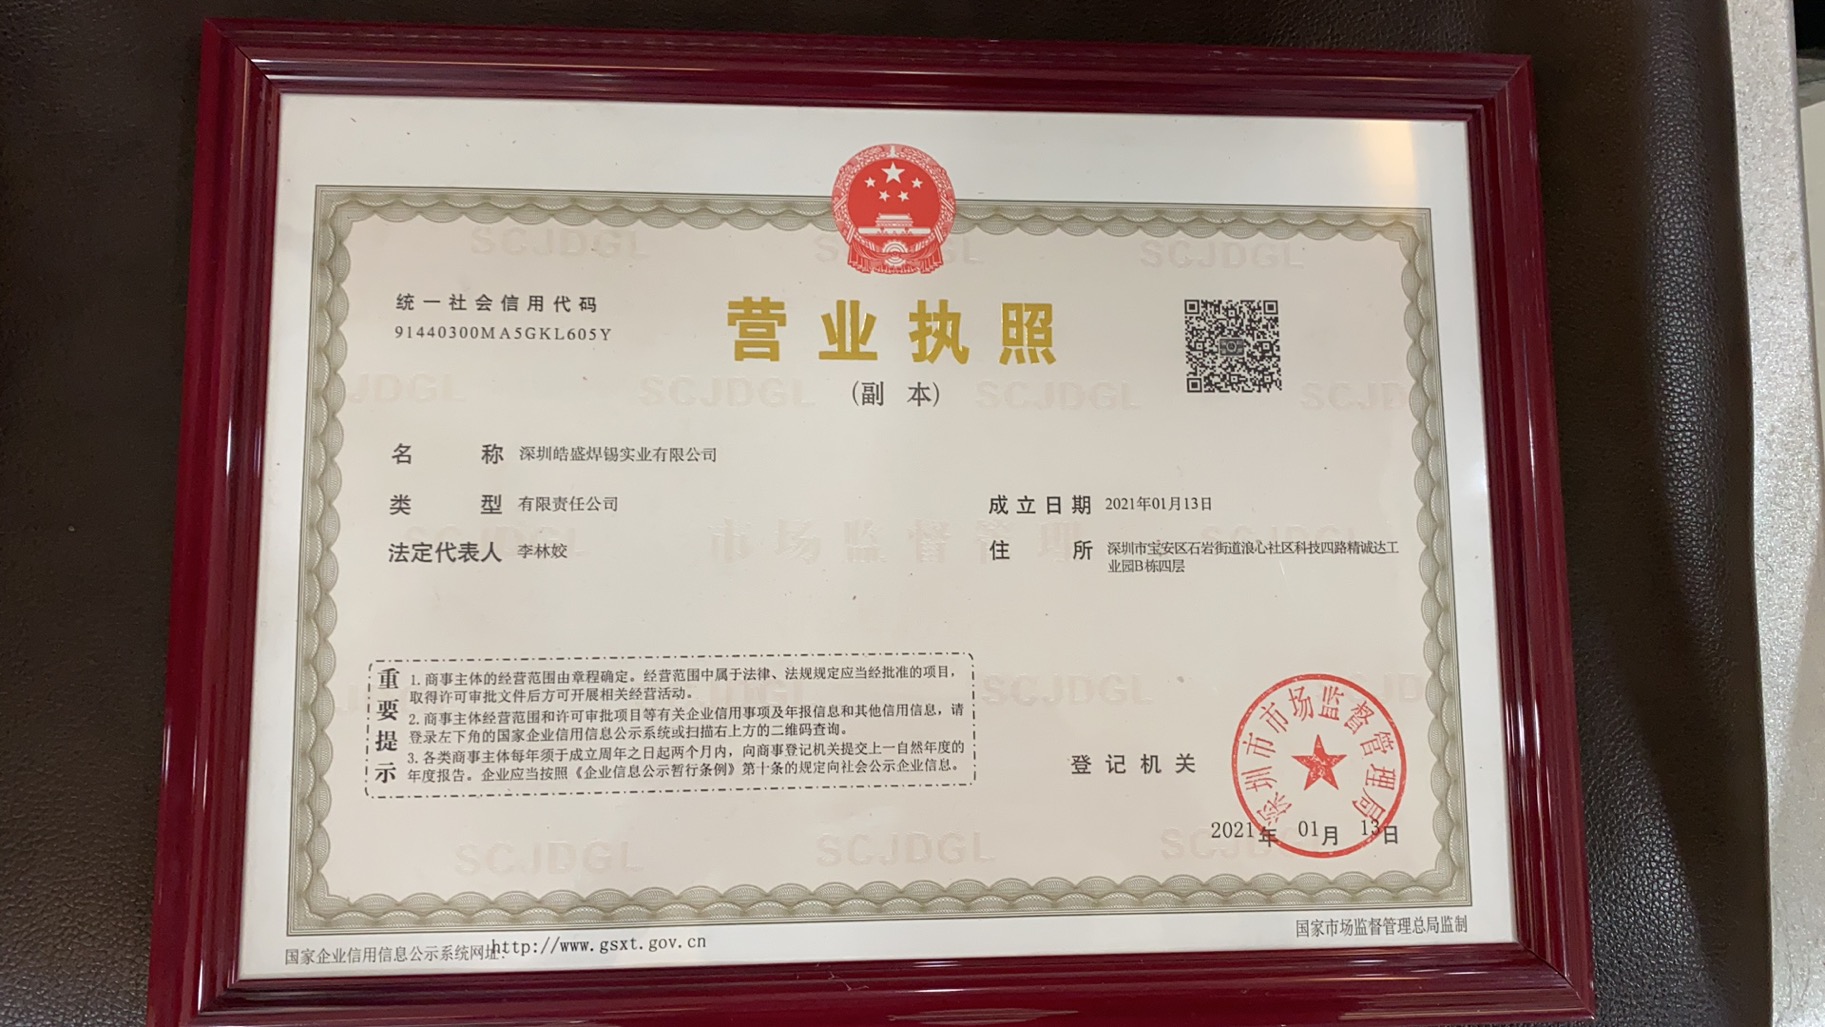 统一社会信用代码
91440300MA5GKL605Y
营业执照
(副 本)
名 称 深圳皓盛焊锡实业有限公司
类 型 有限责任公司
法定代表人 李林姣
成立日期 2021年01月13日
住 所 深圳市宝安区石岩街道浪心社区科技四路精诚达工
业园B栋四层
重要提示
1. 商事主体的经营范围由章程确定。经营范围中属于法律、法规规定应当经批准的项目，
取得许可审批文件后方可开展相关经营活动。
2. 商事主体经营范围和许可审批项目等有关企业信用事项及年报信息和其他信用信息，请
登录左下角的国家企业信用信息公示系统或扫描右上方的二维码查询。
3. 各类商事主体每年须于成立周年之日起两个月内，向商事登记机关提交上一自然年度的
年度报告。企业应当按照《企业信息公示暂行条例》第十条的规定向社会公示企业信息。
登记机关
深圳市市场监督管理局
2021年 01月 13日
国家企业信用信息公示系统网址：http://www.gsxt.gov.cn
国家市场监督管理总局监制
SCJDGL
SCJDGL
SCJDGL
SCJDGL
SCJDGL
SCJDGL
SCJDGL
SCJDGL
市场监督管理